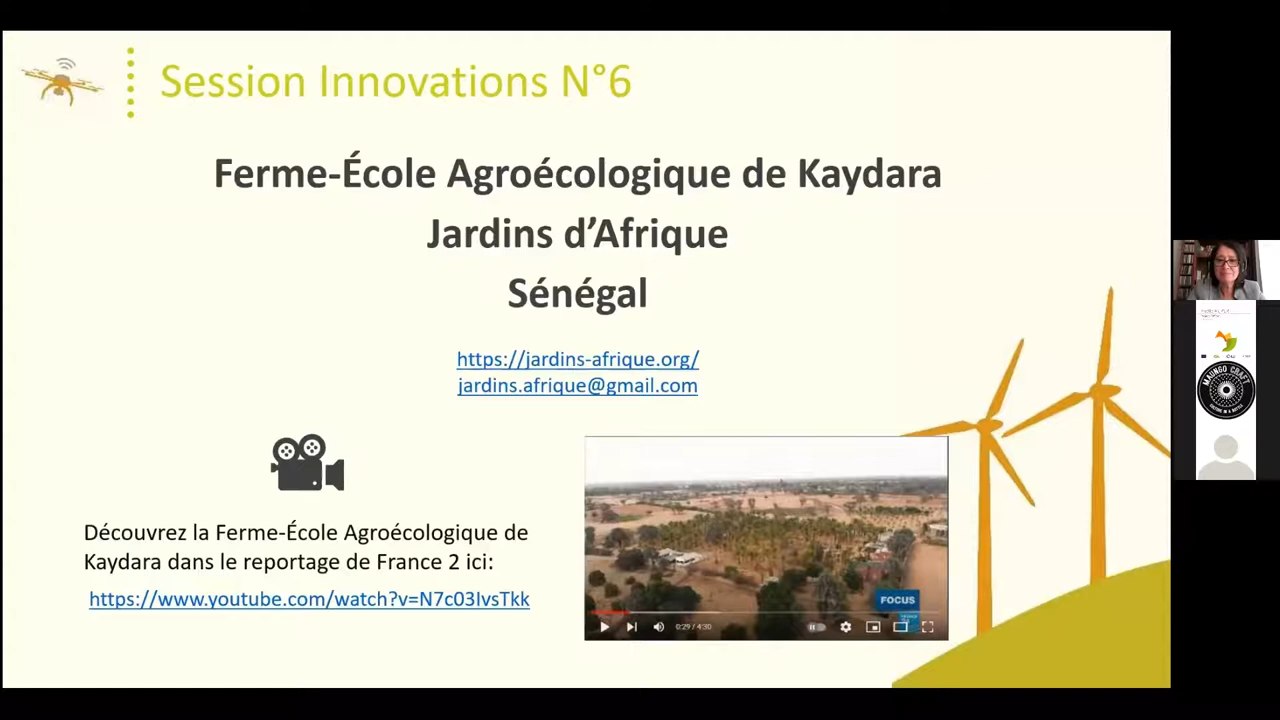 Session Innovations N°6
Ferme-École Agroécologique de Kaydara
Jardins d’Afrique
Sénégal
https://jardins-afrique.org/
jardins.afrique@gmail.com
Découvrez la Ferme-École Agroécologique de
Kaydara dans le reportage de France 2 ici:
https://www.youtube.com/watch?v=N7c03IvsTkk
FOCUS
0:29 / 4:30
MAUNGO CRAFT